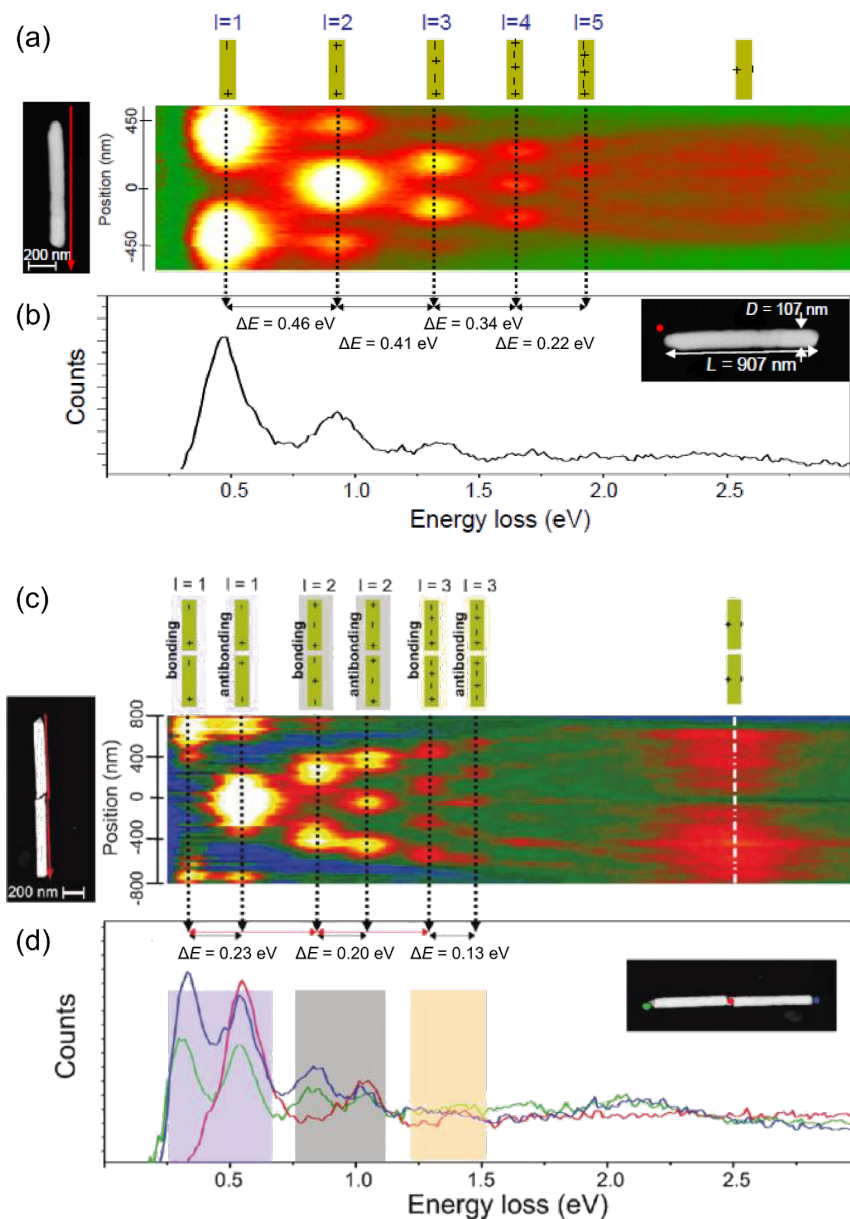 (a)
l=1 l=2 l=3 l=4 l=5
Position (nm)
450
0
-450
200 nm
ΔE = 0.46 eV
ΔE = 0.41 eV
ΔE = 0.34 eV
ΔE = 0.22 eV
(b)
D = 107 nm
L = 907 nm
Counts
0.5 1.0 1.5 2.0 2.5
Energy loss (eV)
(c)
l = 1 l = 1 l = 2 l = 2 l = 3 l = 3
bonding
antibonding
bonding
antibonding
bonding
antibonding
Position (nm)
800
400
0
-400
-800
200 nm
(d)
ΔE = 0.23 eV ΔE = 0.20 eV ΔE = 0.13 eV
Counts
0.5 1.0 1.5 2.0 2.5
Energy loss (eV)